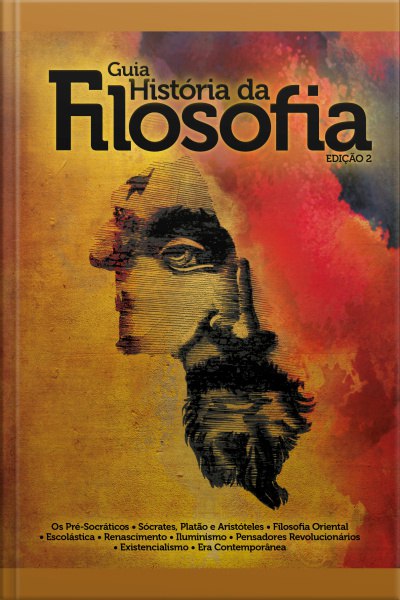 Guia
História da
Filosofia
EDIÇÃO 2
Os Pré-Socráticos • Sócrates, Platão e Aristóteles • Filosofia Oriental
• Escolástica • Renascimento • Iluminismo • Pensadores Revolucionários
• Existencialismo • Era Contemporânea